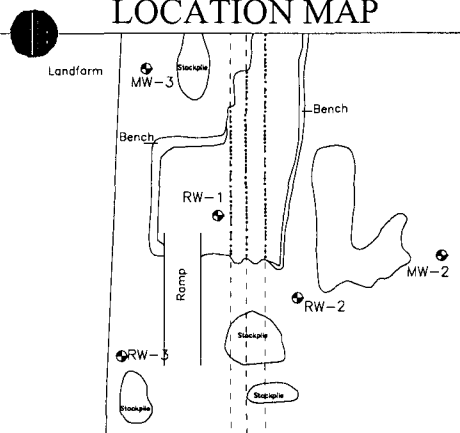 LOCATION MAP
Landfarm
Stockpile
MW-3
Bench
Bench
RW-1
MW-2
Ramp
RW-2
Stockpile
RW-3
Stockpile
Stockpile